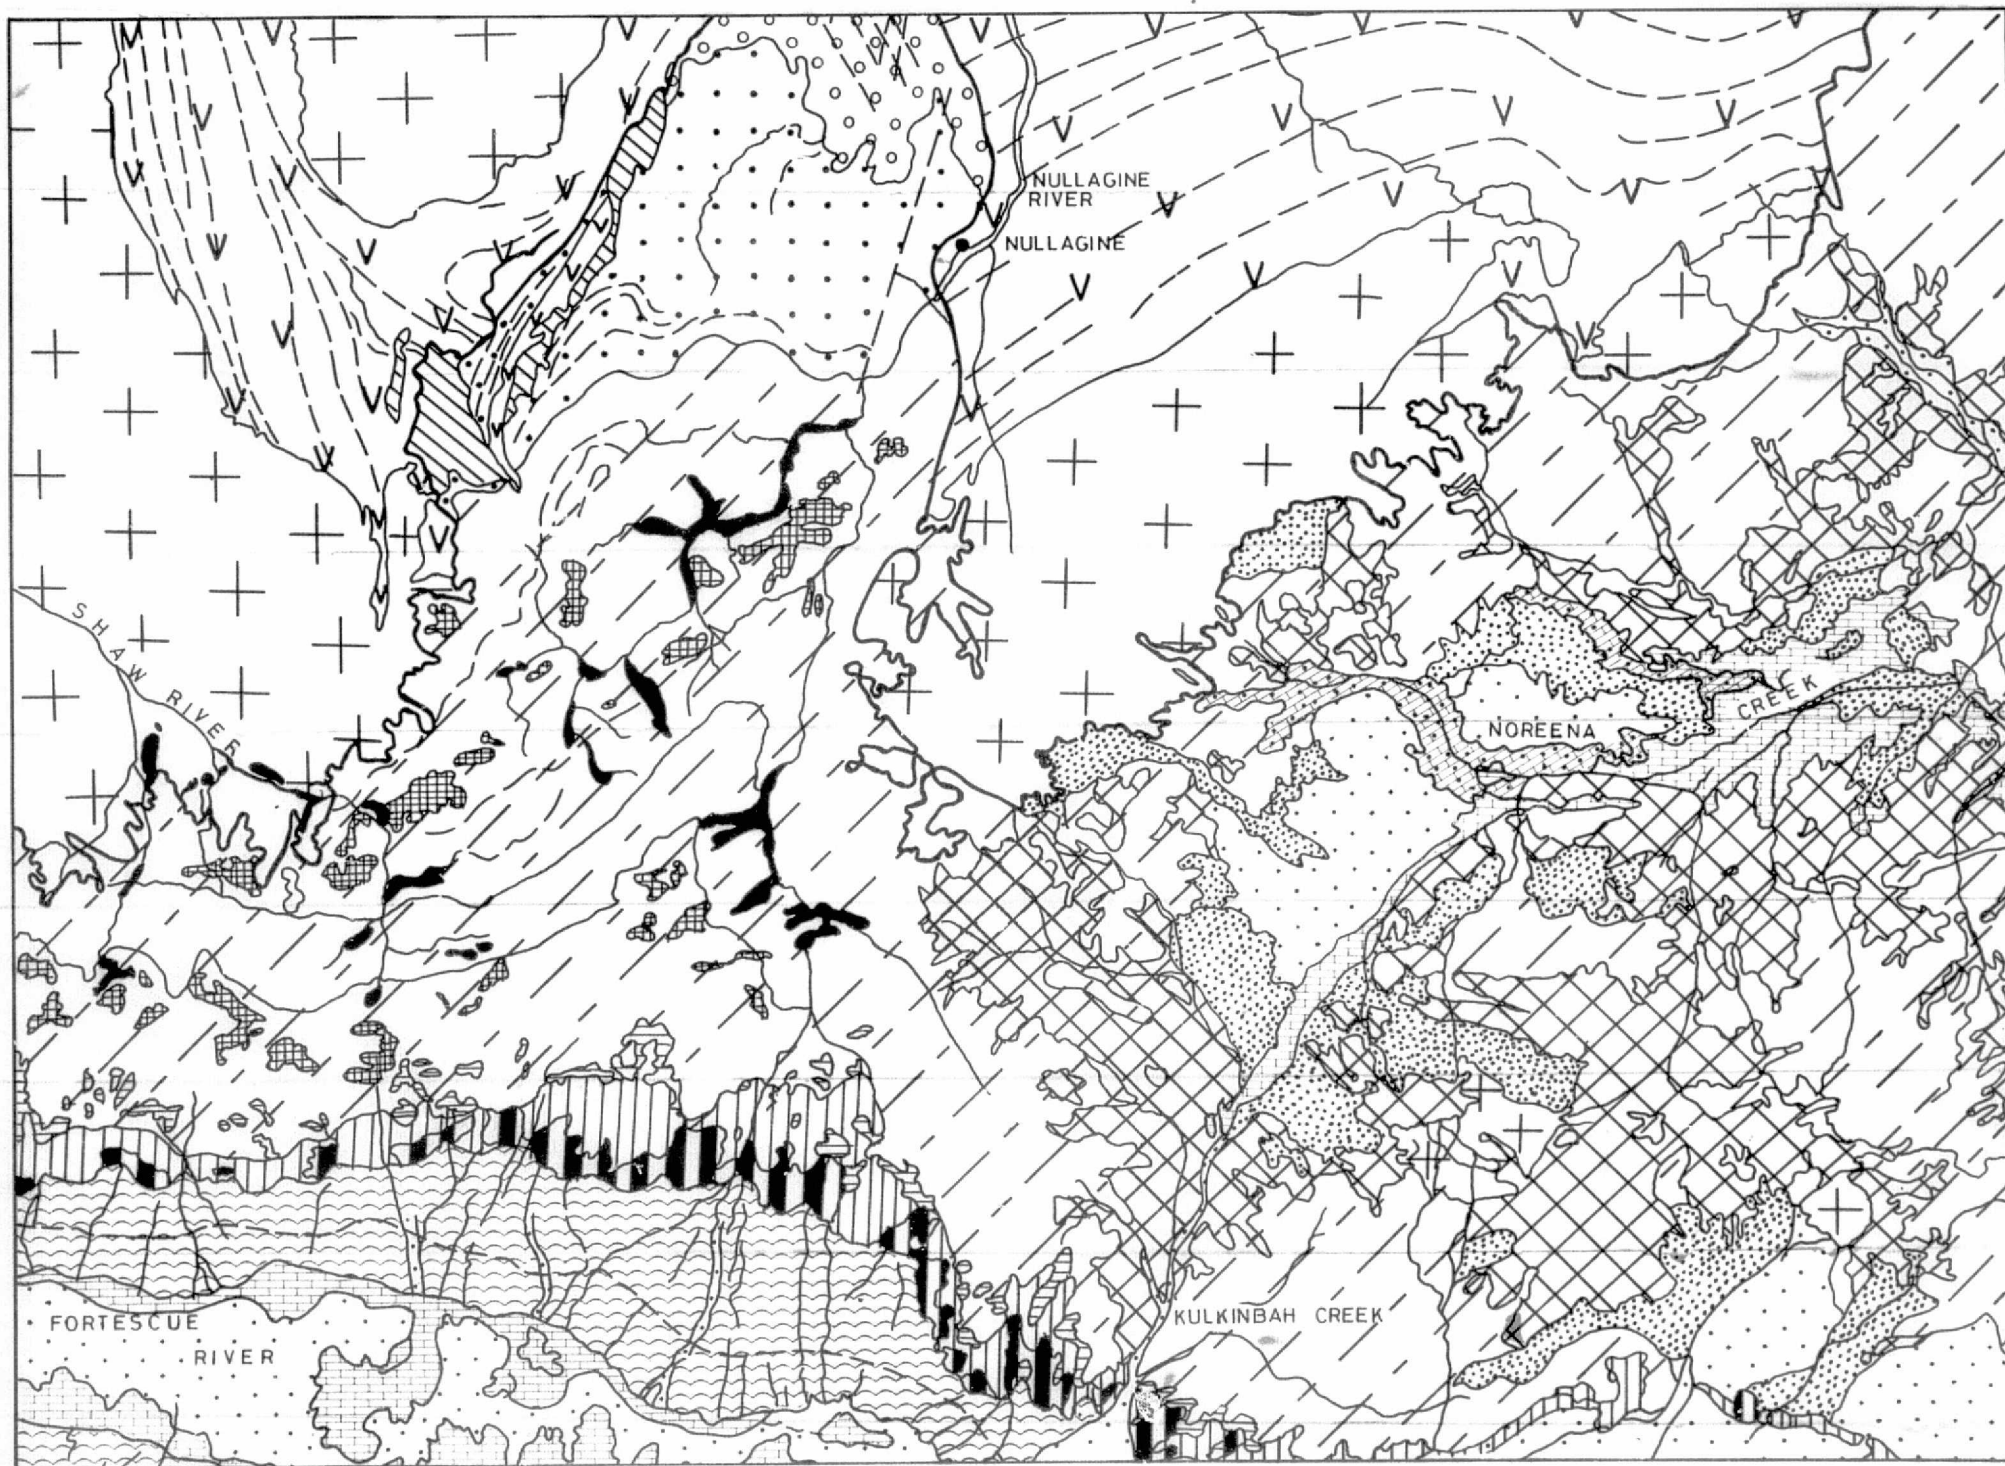 NULLAGINE
RIVER
NULLAGINE
SHAW RIVER
CREEK
NOREENA
KULKINBAH CREEK
FORTESCUE
RIVER